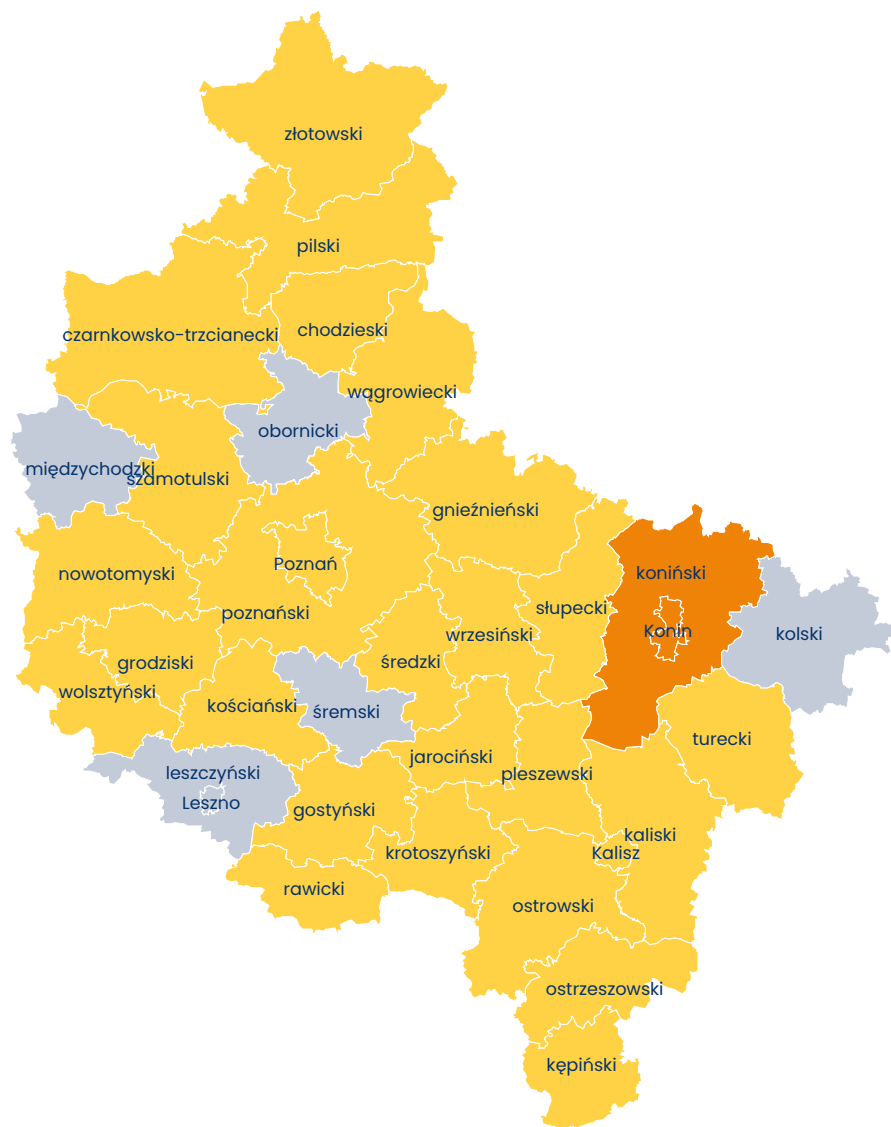 złotowski
pilski
chodzieski
czarnkowsko-trzcianecki
wągrowiecki
obornicki
międzychodzki
szamotulski
gnieźnieński
Poznań
nowotomyski
koniński
słupecki
poznański
Konin
wrzesiński
kolski
grodziski
średzki
wolsztyński
kościański
śremski
turecki
jarociński
leszczyński
pleszewski
Leszno
gostyński
kaliski
krotoszyński
Kalisz
rawicki
ostrowski
ostrzeszowski
kępiński